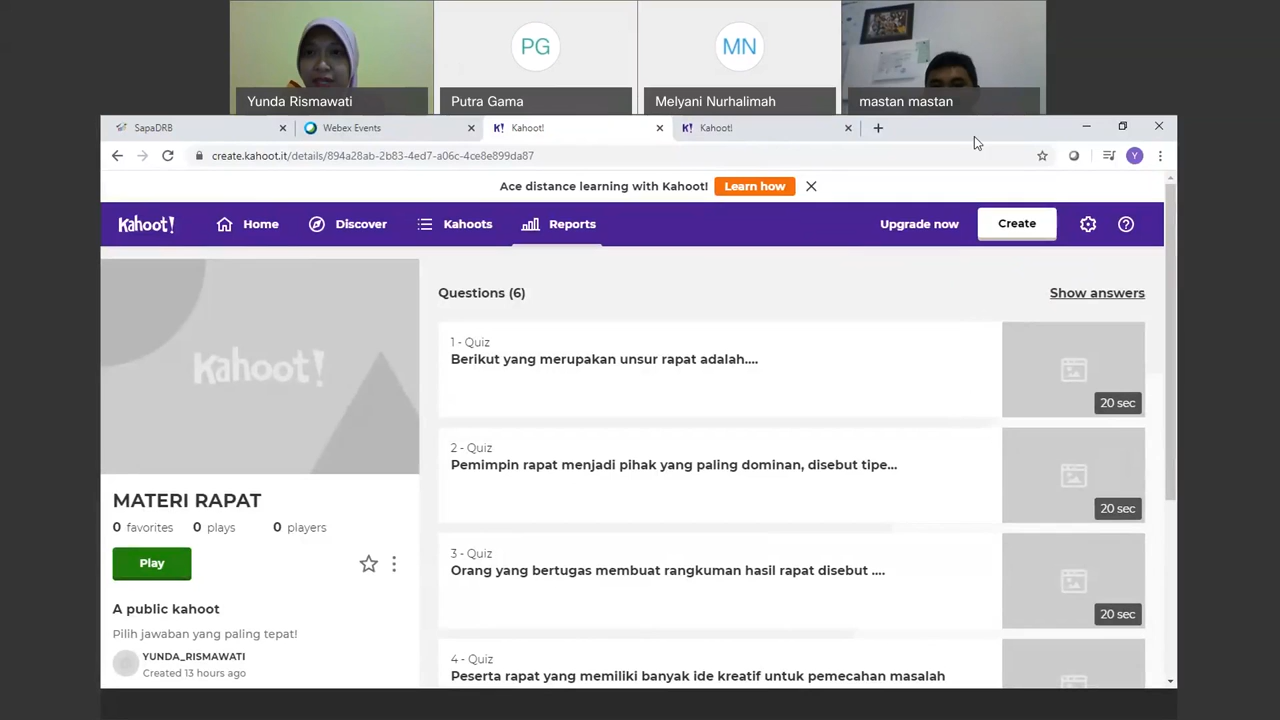 PG
MN
Yunda Rismawati
Putra Gama
Melyani Nurhalimah
mastan mastan
SapaDRB
Webex Events
Kahoot!
Kahoot!
create.kahoot.it/details/894a28ab-2b83-4ed7-a06c-4ce8e899da87
Y
Ace distance learning with Kahoot!
Learn how
Kahoot!
Home
Discover
Kahoots
Reports
Upgrade now
Create
Kahoot!
MATERI RAPAT
0 favorites 0 plays 0 players
Play
A public kahoot
Pilih jawaban yang paling tepat!
YUNDA_RISMAWATI
Created 13 hours ago
Questions (6)
Show answers
1 - Quiz
Berikut yang merupakan unsur rapat adalah....
20 sec
2 - Quiz
Pemimpin rapat menjadi pihak yang paling dominan, disebut tipe...
20 sec
3 - Quiz
Orang yang bertugas membuat rangkuman hasil rapat disebut ....
20 sec
4 - Quiz
Peserta rapat yang memiliki banyak ide kreatif untuk pemecahan masalah